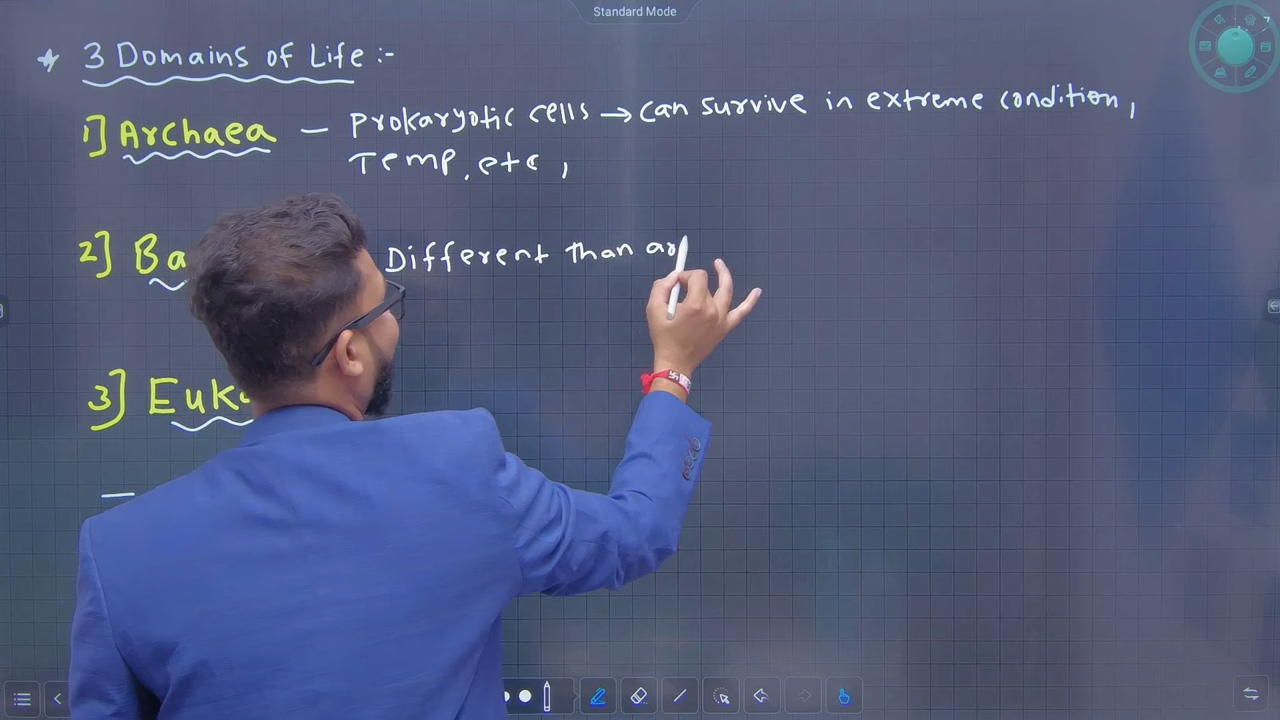 Standard Mode
* 3 Domains of Life :-
1] Archaea — Prokaryotic cells → can survive in extreme condition,
Temp. etc ,
2] Ba
Different than ar
3] Euk
—